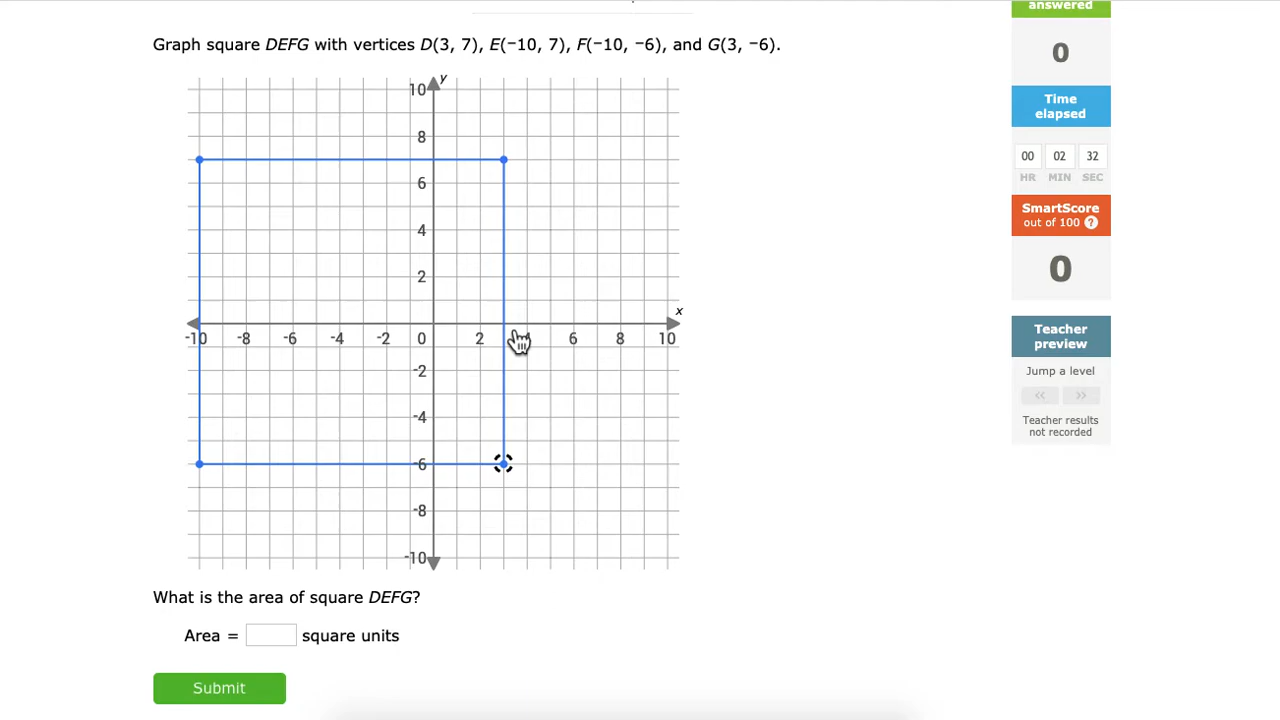 answered
Graph square DEFG with vertices D(3, 7), E(−10, 7), F(−10, −6), and G(3, −6).
0
y
10
8
6
4
2
x
-10 -8 -6 -4 -2 0 2 4 6 8 10
-2
-4
-6
-8
-10
Time
elapsed
00 02 32
HR MIN SEC
SmartScore
out of 100 ?
0
Teacher
preview
Jump a level
<< >>
Teacher results
not recorded
What is the area of square DEFG?
Area = square units
Submit